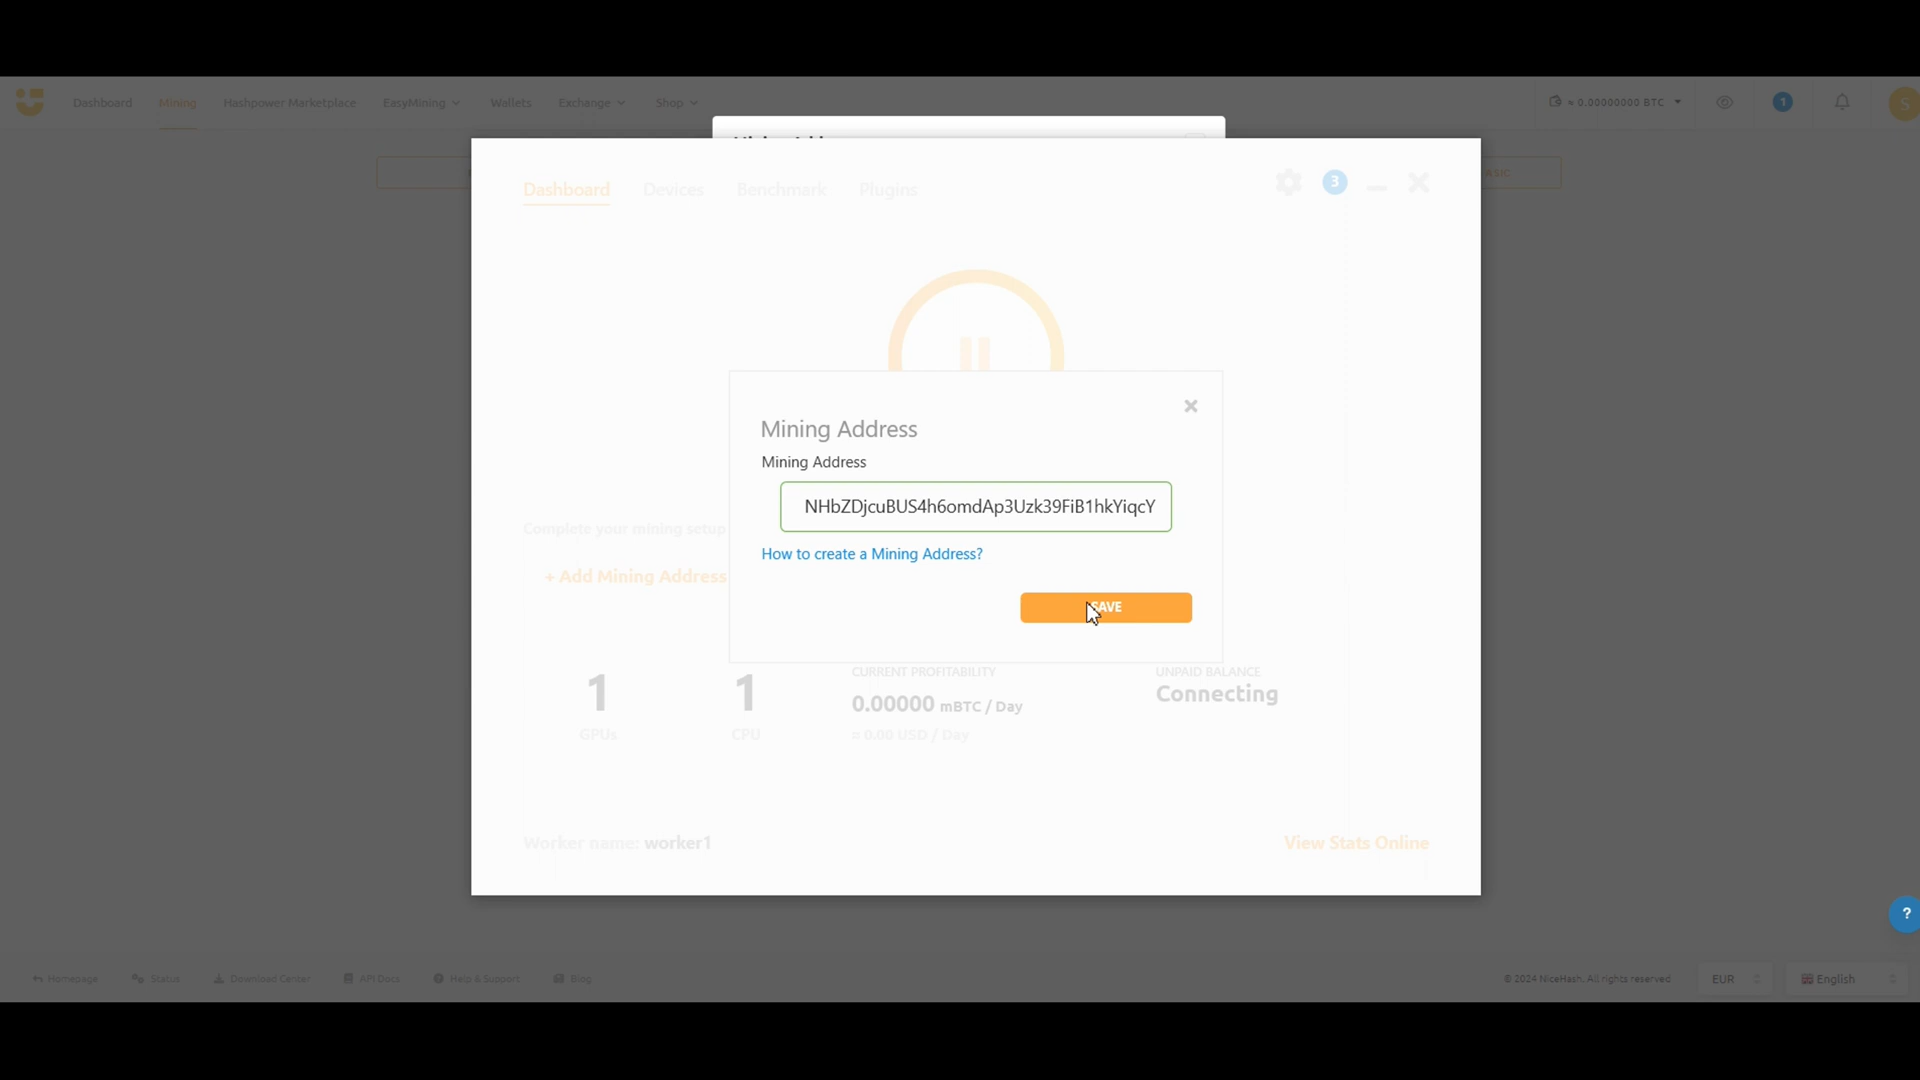 Dashboard Mining Hashpower Marketplace EasyMining Wallets Exchange Shop ≈ 0.00000000 BTC 1 S
Dashboard Devices Benchmark Plugins 3
ASIC
Mining Address
Mining Address
NHbZDjcuBUS4h6omdAp3Uzk39FiB1hkYiqcY
Complete your mining setup
How to create a Mining Address?
+ Add Mining Address
SAVE
1 1 CURRENT PROFITABILITY UNPAID BALANCE
0.00000 mBTC / Day Connecting
GPUs CPU ≈ 0.00 USD / Day
Worker name: worker1 View Stats Online
?
Homepage Status Download Center API Docs Help & Support Blog © 2024 NiceHash. All rights reserved EUR English